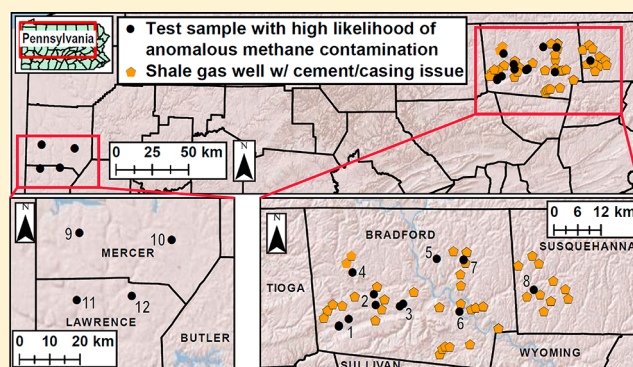 Pennsylvania
Test sample with high likelihood of
anomalous methane contamination
Shale gas well w/ cement/casing issue
N
0 25 50 km
N
9
MERCER
10
11
12
LAWRENCE
BUTLER
0 10 20 km
N
0 6 12 km
BRADFORD
SUSQUEHANNA
TIOGA
5
7
4
8
2
3
6
1
SULLIVAN
WYOMING